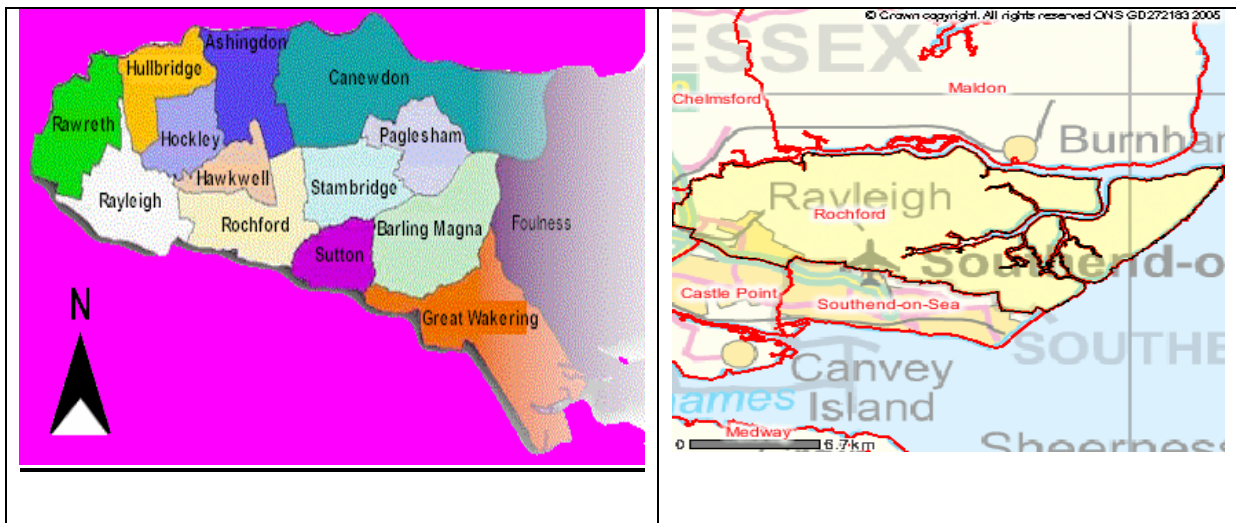 Ashingdon
Hullbridge
Canewdon
Rawreth
Hockley
Paglesham
Hawkwell
Stambridge
Rayleigh
Rochford
Barling Magna
Foulness
Sutton
Great Wakering
N
© Crown copyright. All rights reserved ONS GD272183 2005
ESSEX
Chelmsford
Maldon
Burnhar
Rayleigh
Rochford
Southend-o
Castle Point
Southend-on-Sea
SOUTHE
Canvey
Island
ames
Medway
Sheerness
0 6.7km